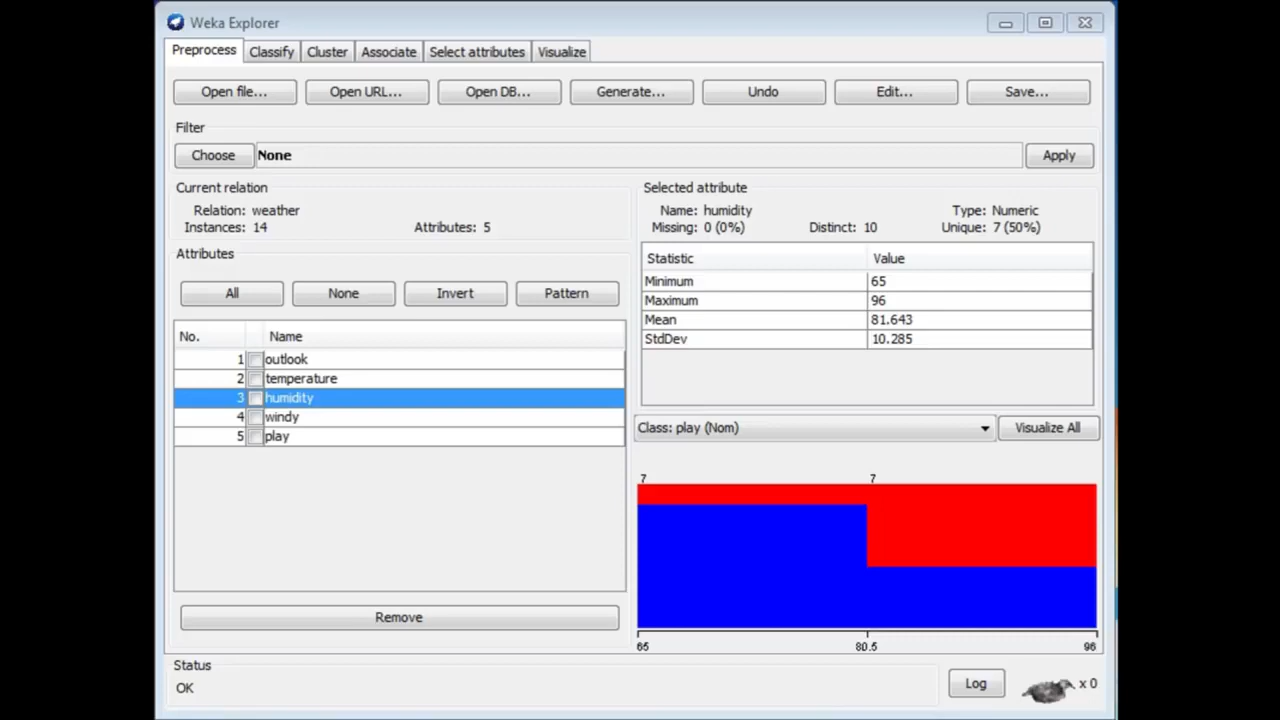 Weka Explorer
Preprocess Classify Cluster Associate Select attributes Visualize
Open file... Open URL... Open DB... Generate... Undo Edit... Save...
Filter
Choose None Apply
Current relation
Relation: weather
Instances: 14 Attributes: 5
Selected attribute
Name: humidity Type: Numeric
Missing: 0 (0%) Distinct: 10 Unique: 7 (50%)
Attributes
All None Invert Pattern
No. Name
1 outlook
2 temperature
3 humidity
4 windy
5 play
Remove
Statistic Value
Minimum 65
Maximum 96
Mean 81.643
StdDev 10.285
Class: play (Nom) Visualize All
7 7
65 80.5 96
Status
OK
Log x 0